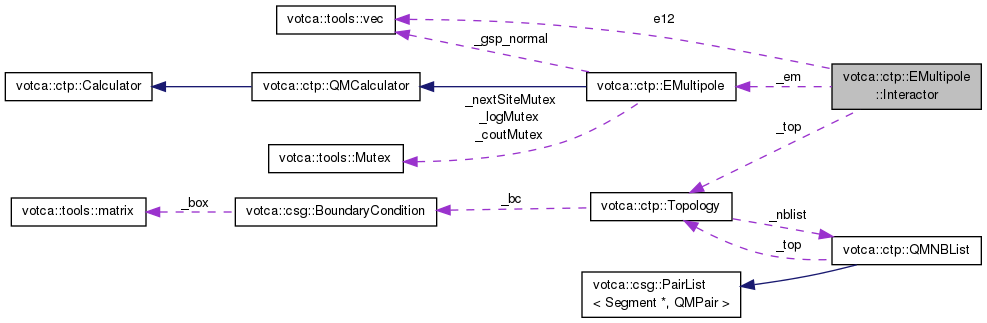 votca::tools::vec
e12
_gsp_normal
votca::ctp::EMultipole
::Interactor
_em
votca::ctp::Calculator
votca::ctp::QMCalculator
votca::ctp::EMultipole
_nextSiteMutex
_logMutex
_coutMutex
_top
votca::tools::Mutex
_box
_bc
votca::tools::matrix
votca::csg::BoundaryCondition
votca::ctp::Topology
_nblist
_top
votca::ctp::QMNBList
votca::csg::PairList
< Segment *, QMPair >